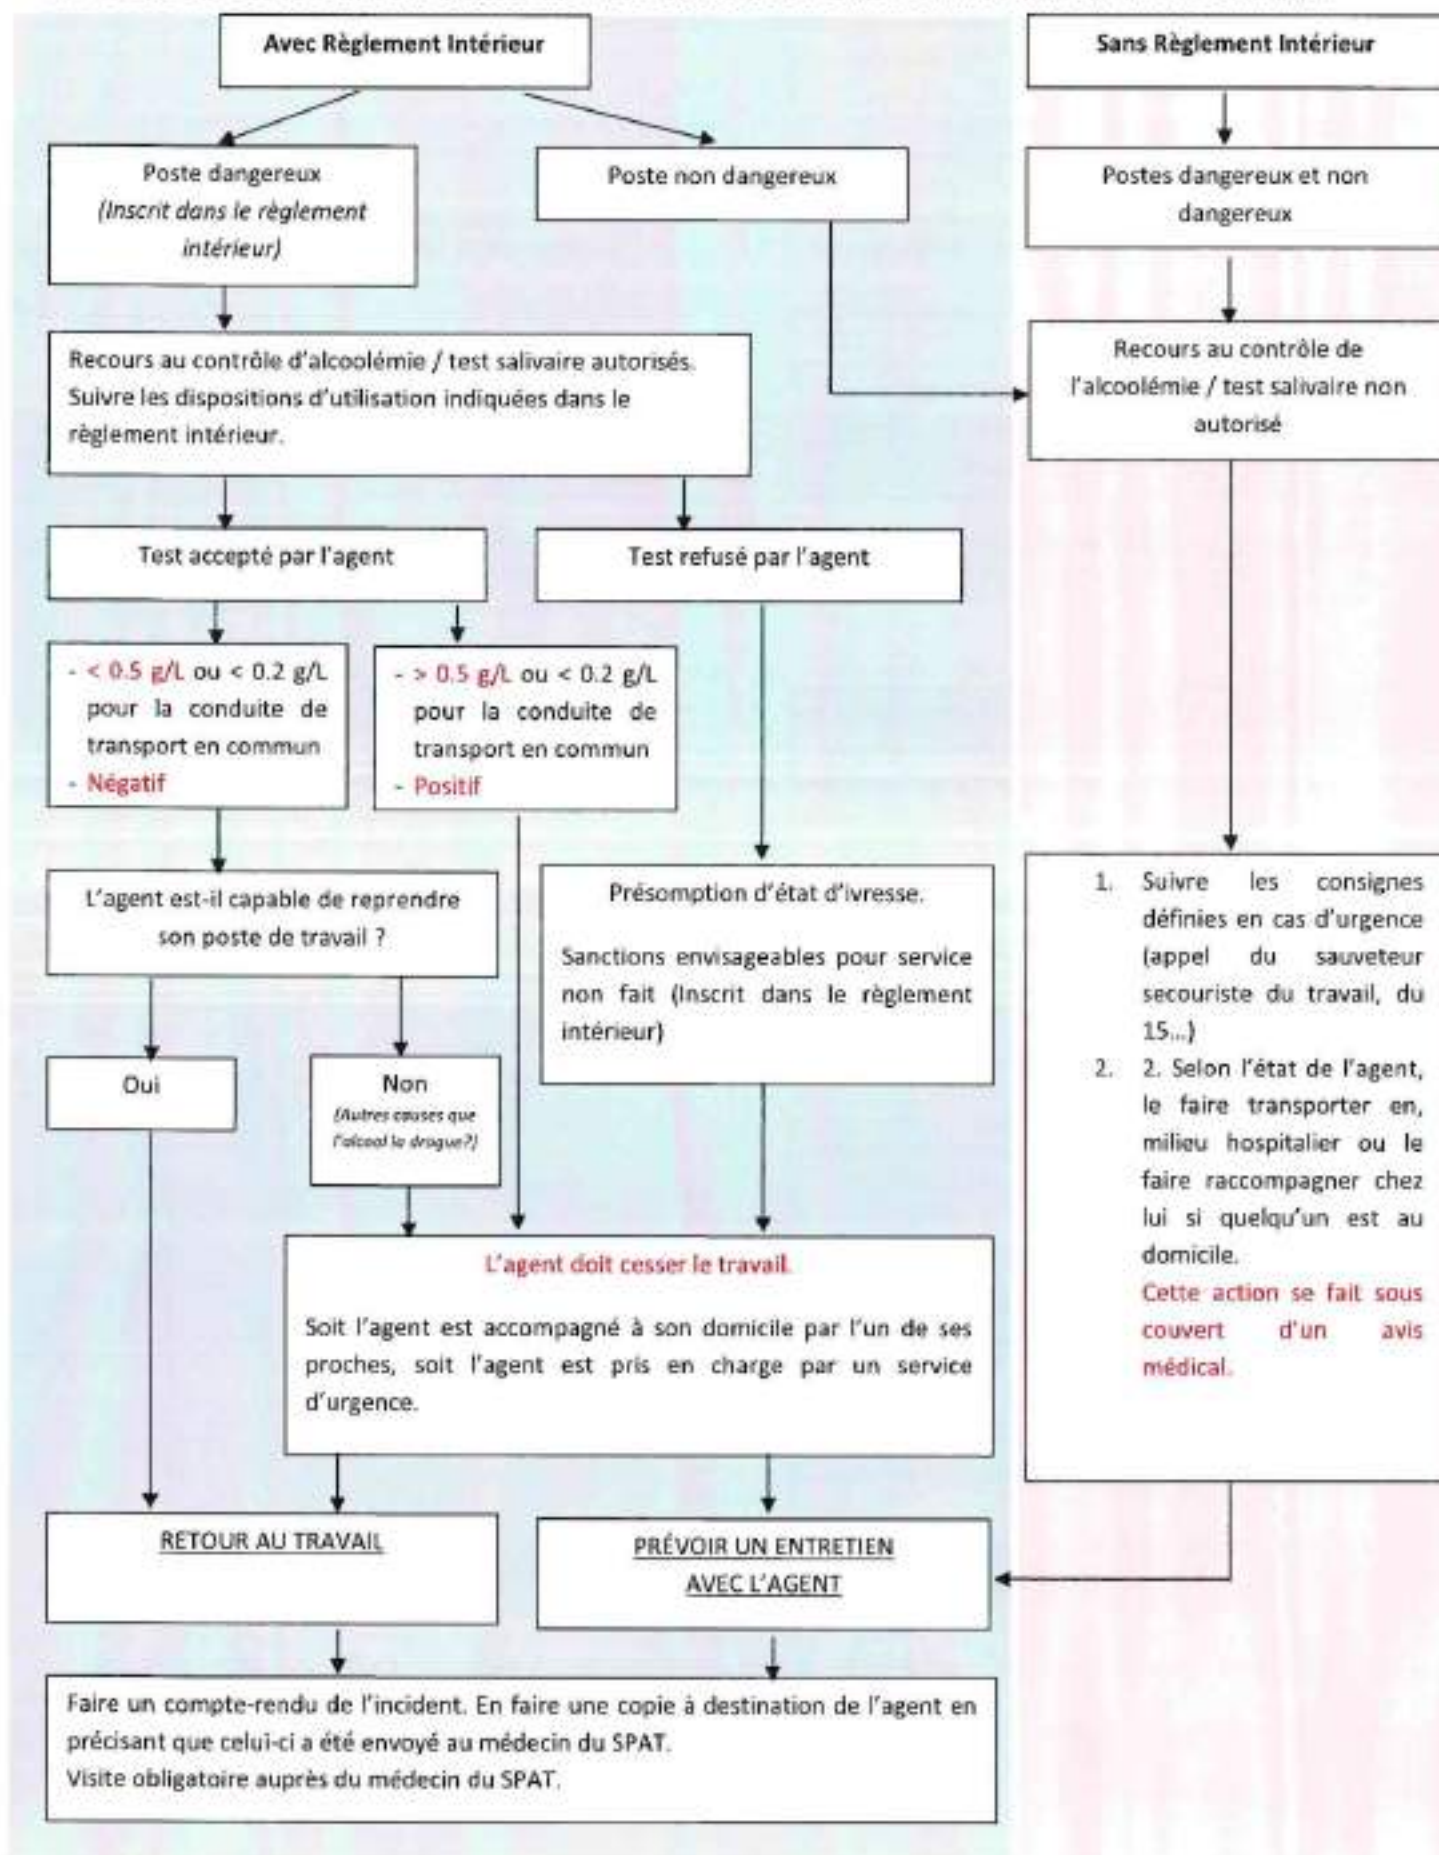 Avec Règlement Intérieur
Sans Règlement Intérieur
Poste dangereux
(Inscrit dans le règlement
intérieur)
Poste non dangereux
Postes dangereux et non
dangereux
Recours au contrôle d'alcoolémie / test salivaire autorisés.
Suivre les dispositions d'utilisation indiquées dans le
règlement intérieur.
Recours au contrôle de
l'alcoolémie / test salivaire non
autorisé
Test accepté par l'agent
Test refusé par l'agent
- < 0.5 g/L ou < 0.2 g/L
pour la conduite de
transport en commun
- Négatif
- > 0.5 g/L ou < 0.2 g/L
pour la conduite de
transport en commun
- Positif
L'agent est-il capable de reprendre
son poste de travail ?
Présomption d'état d'ivresse.
Sanctions envisageables pour service
non fait (Inscrit dans le règlement
intérieur)
1. Suivre les consignes
définies en cas d'urgence
(appel du sauveteur
secouriste du travail, du
15...)
2. 2. Selon l'état de l'agent,
le faire transporter en,
milieu hospitalier ou le
faire raccompagner chez
lui si quelqu'un est au
domicile.
Cette action se fait sous
couvert d'un avis
médical.
Oui
Non
(Autres causes que
l'alcool la drogue?)
L'agent doit cesser le travail.
Soit l'agent est accompagné à son domicile par l'un de ses
proches, soit l'agent est pris en charge par un service
d'urgence.
RETOUR AU TRAVAIL
PRÉVOIR UN ENTRETIEN
AVEC L'AGENT
Faire un compte-rendu de l'incident. En faire une copie à destination de l'agent en
précisant que celui-ci a été envoyé au médecin du SPAT.
Visite obligatoire auprès du médecin du SPAT.